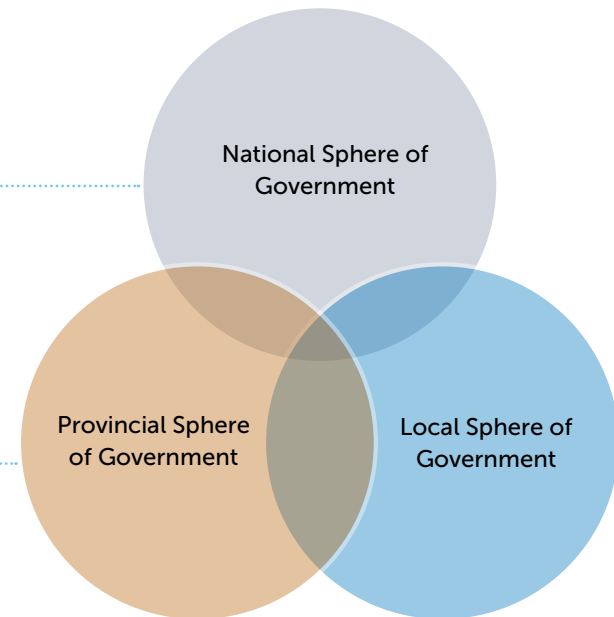 National Sphere of
Government
Provincial Sphere
of Government
Local Sphere of
Government